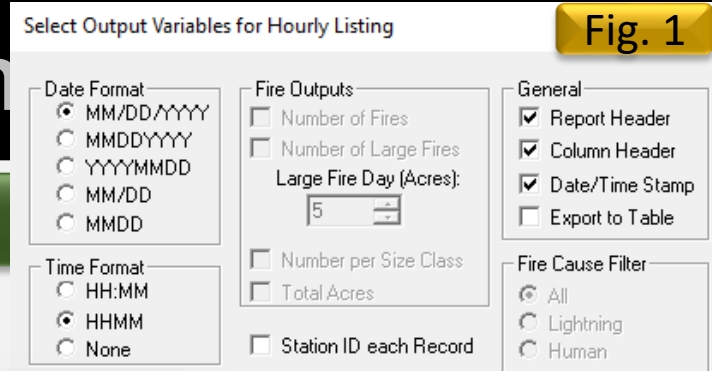 Select Output Variables for Hourly Listing
Fig. 1
Date Format
MM/DD/YYYY
MMDDYYYY
YYYYMMDD
MM/DD
MMDD
Time Format
HH:MM
HHMM
None
Fire Outputs
Number of Fires
Number of Large Fires
Large Fire Day (Acres):
5
Number per Size Class
Total Acres
Station ID each Record
General
Report Header
Column Header
Date/Time Stamp
Export to Table
Fire Cause Filter
All
Lightning
Human